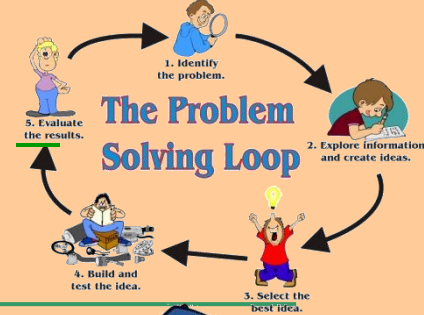 1. Identify
the problem.
The Problem
Solving Loop
5. Evaluate
the results.
2. Explore information
and create ideas.
4. Build and
test the idea.
3. Select the
best idea.